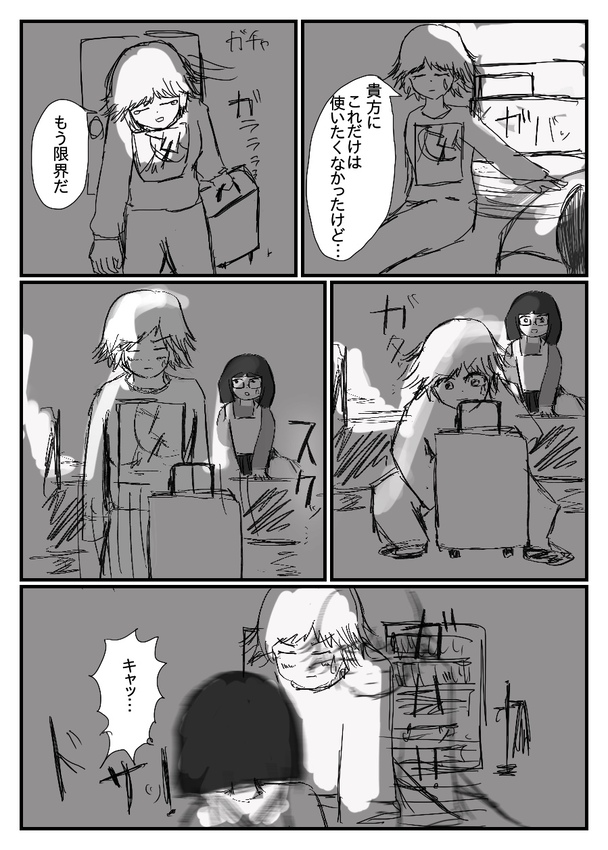 貴方に
これだけは
使いたくなかったけど…
ガバッ
ガチャ
ガラララ
もう限界だ
ガタ
スクッ
キャッ…
ドサッ